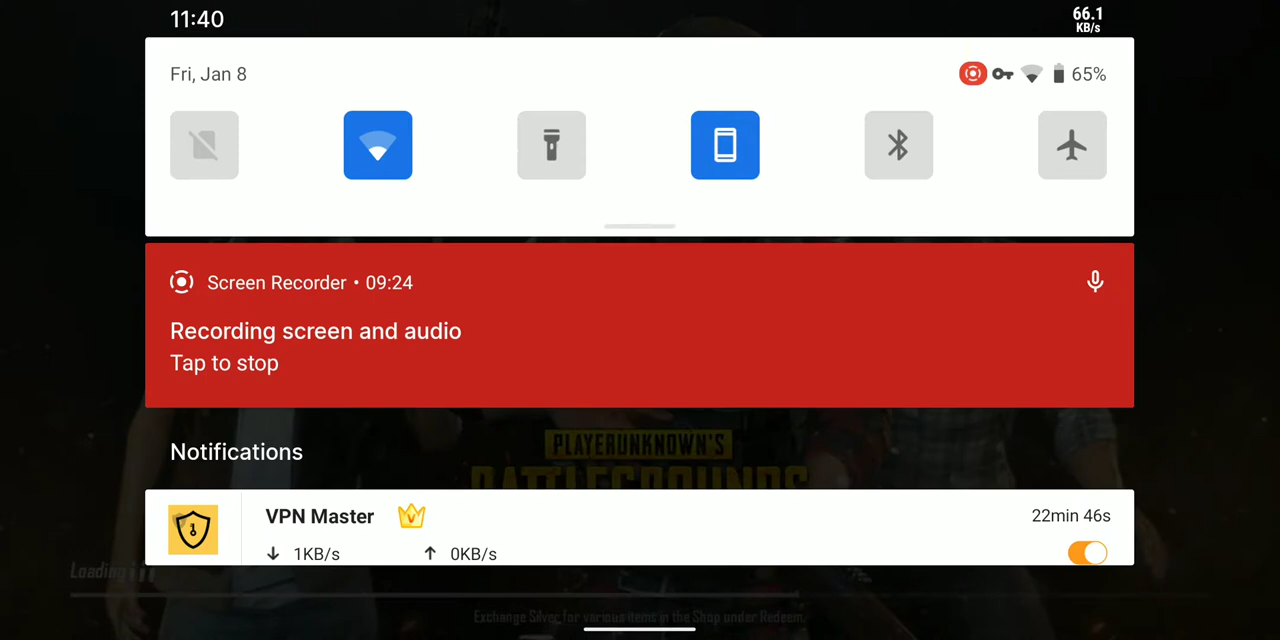 11:40
66.1
KB/s
Fri, Jan 8
65%
Screen Recorder • 09:24
Recording screen and audio
Tap to stop
PLAYERUNKNOWN'S
BATTLEGROUNDS
Notifications
VPN Master
22min 46s
1KB/s
0KB/s
Loading
Exchange Silver for various items in the Shop under Redeem.